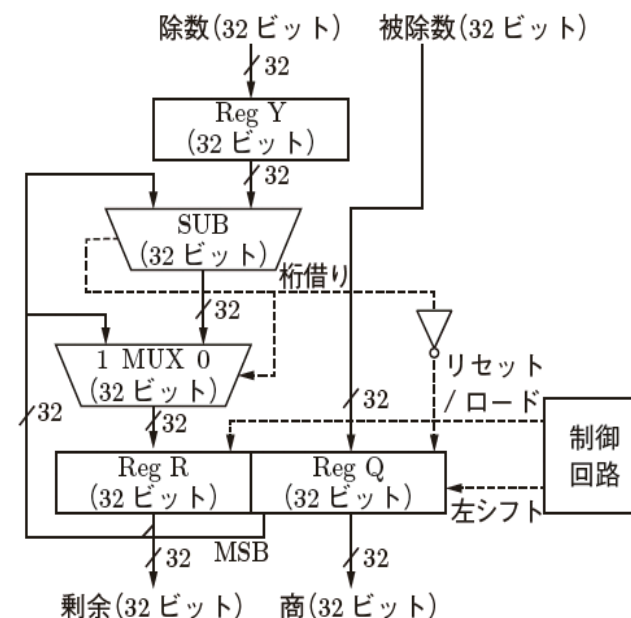 除数(32 ビット)
被除数(32 ビット)
32
Reg Y
(32 ビット)
32
SUB
(32 ビット)
桁借り
32
1 MUX 0
(32 ビット)
リセット
/ ロード
32
32
32
制御
回路
Reg R
(32 ビット)
Reg Q
(32 ビット)
左シフト
32
MSB
32
剰余(32 ビット)
商(32 ビット)